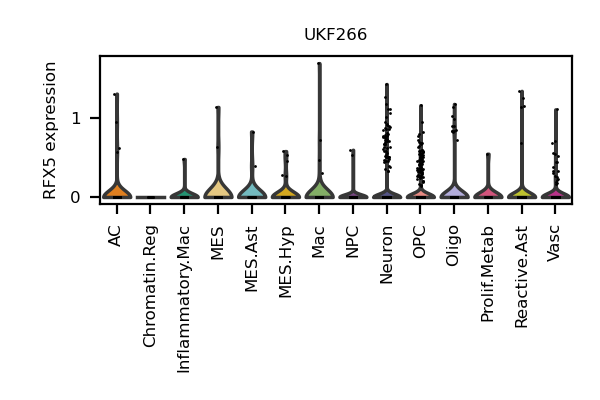 UKF266
RFX5 expression
1
0
AC
Chromatin.Reg
Inflammatory.Mac
MES
MES.Ast
MES.Hyp
Mac
NPC
Neuron
OPC
Oligo
Prolif.Metab
Reactive.Ast
Vasc